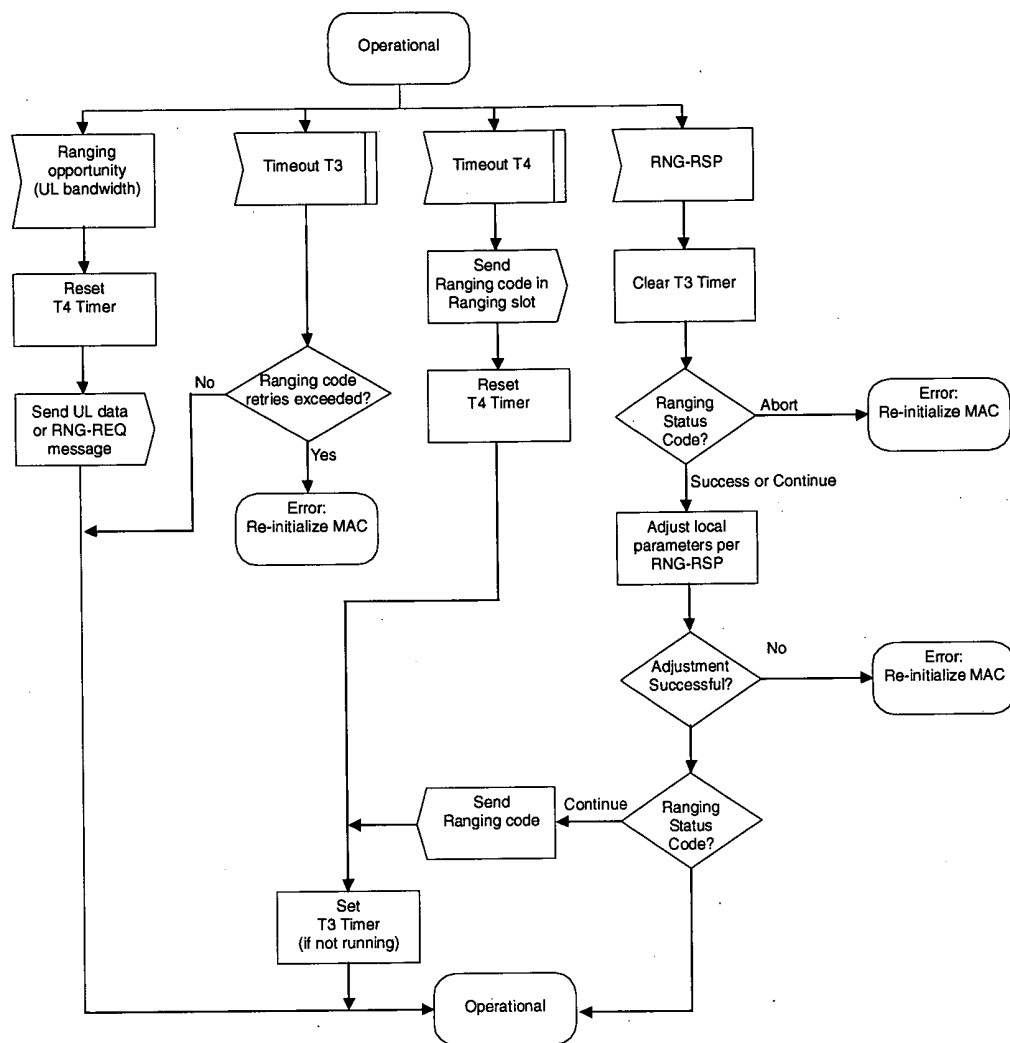 Operational
Ranging
opportunity
(UL bandwidth)
Timeout T3
Timeout T4
RNG-RSP
Reset
T4 Timer
Send
Ranging code in
Ranging slot
Clear T3 Timer
No
Ranging code
retries exceeded?
Reset
T4 Timer
Ranging
Status
Code?
Abort
Error:
Re-initialize MAC
Send UL data
or RNG-REQ
message
Yes
Success or Continue
Error:
Re-initialize MAC
Adjust local
parameters per
RNG-RSP
Adjustment
Successful?
No
Error:
Re-initialize MAC
Send
Ranging code
Continue
Ranging
Status
Code?
Set
T3 Timer
(if not running)
Operational